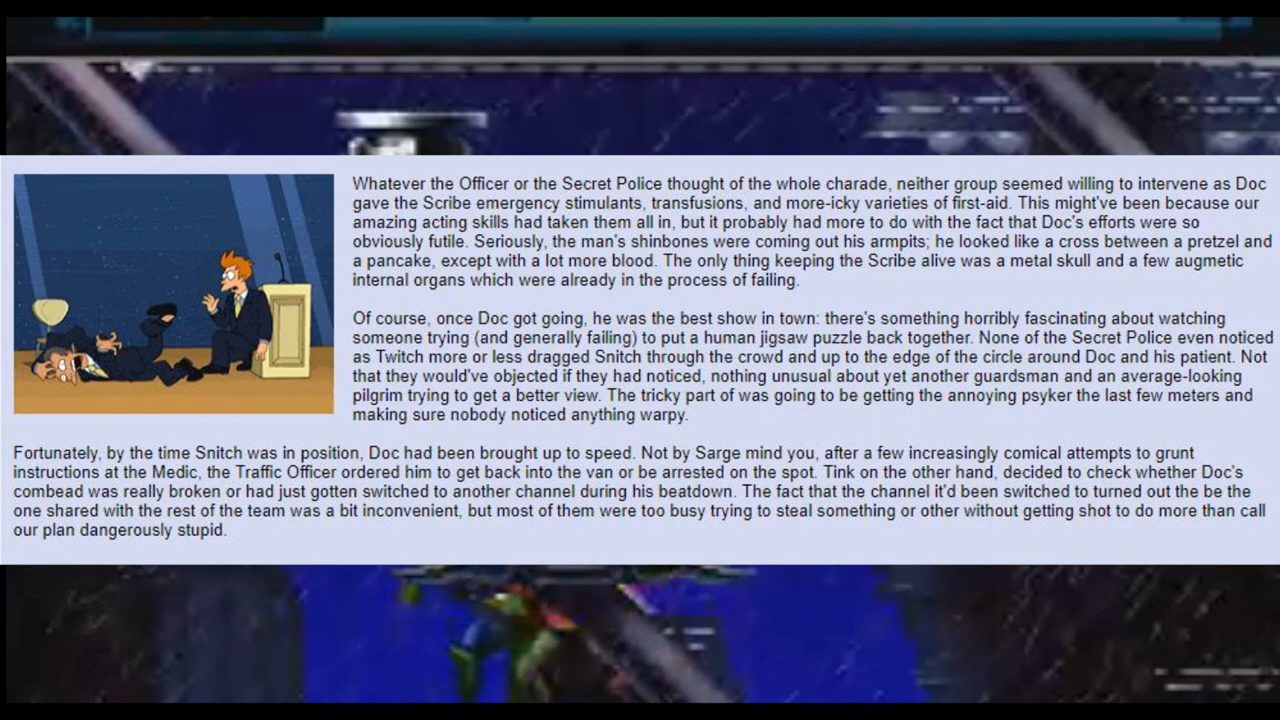 Whatever the Officer or the Secret Police thought of the whole charade, neither group seemed willing to intervene as Doc
gave the Scribe emergency stimulants, transfusions, and more-icky varieties of first-aid. This might've been because our
amazing acting skills had taken them all in, but it probably had more to do with the fact that Doc's efforts were so
obviously futile. Seriously, the man's shinbones were coming out his armpits; he looked like a cross between a pretzel and
a pancake, except with a lot more blood. The only thing keeping the Scribe alive was a metal skull and a few augmetic
internal organs which were already in the process of failing.
Of course, once Doc got going, he was the best show in town: there's something horribly fascinating about watching
someone trying (and generally failing) to put a human jigsaw puzzle back together. None of the Secret Police even noticed
as Twitch more or less dragged Snitch through the crowd and up to the edge of the circle around Doc and his patient. Not
that they would've objected if they had noticed, nothing unusual about yet another guardsman and an average-looking
pilgrim trying to get a better view. The tricky part of was going to be getting the annoying psyker the last few meters and
making sure nobody noticed anything warpy.
Fortunately, by the time Snitch was in position, Doc had been brought up to speed. Not by Sarge mind you, after a few increasingly comical attempts to grunt
instructions at the Medic, the Traffic Officer ordered him to get back into the van or be arrested on the spot. Tink on the other hand, decided to check whether Doc's
combead was really broken or had just gotten switched to another channel during his beatdown. The fact that the channel it'd been switched to turned out the be the
one shared with the rest of the team was a bit inconvenient, but most of them were too busy trying to steal something or other without getting shot to do more than call
our plan dangerously stupid.